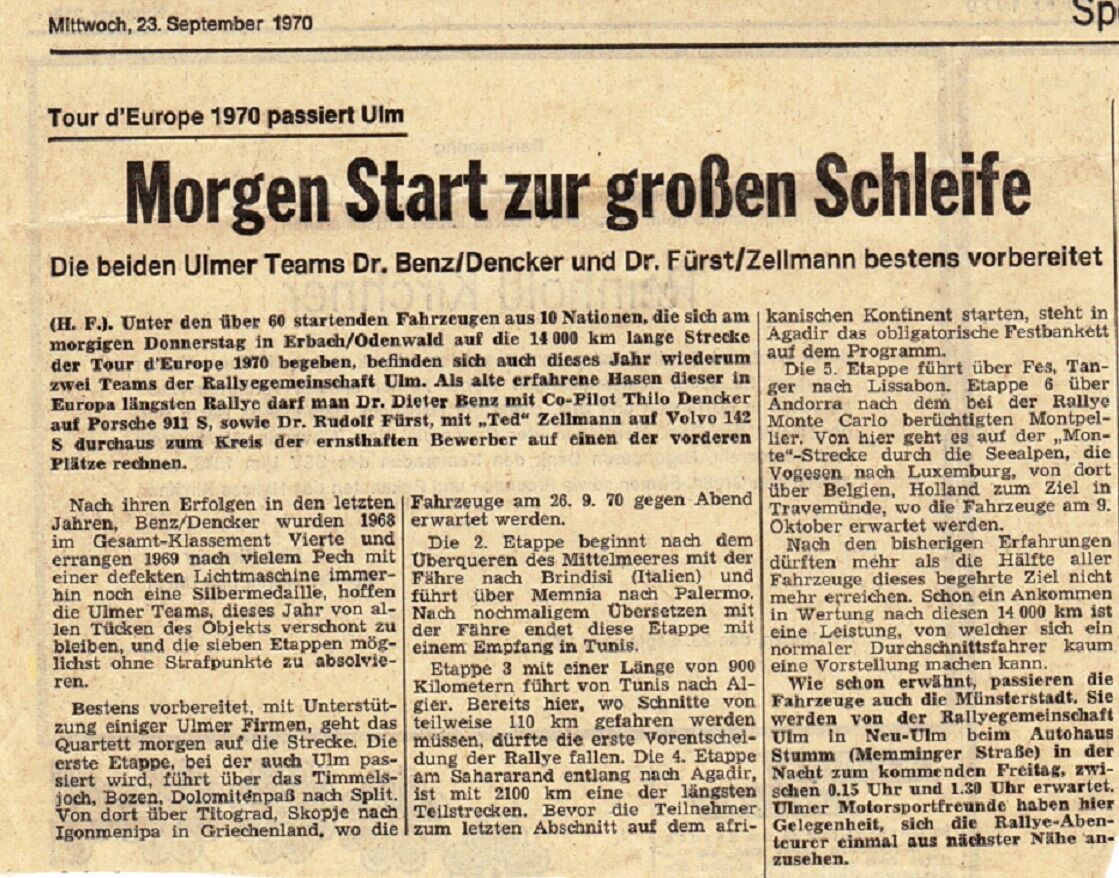 Mittwoch, 23. September 1970
Sp
Tour d'Europe 1970 passiert Ulm
Morgen Start zur großen Schleife
Die beiden Ulmer Teams Dr. Benz/Dencker und Dr. Fürst/Zellmann bestens vorbereitet
(H. F.). Unter den über 60 startenden Fahrzeugen aus 10 Nationen, die sich am
morgigen Donnerstag in Erbach/Odenwald auf die 14 000 km lange Strecke
der Tour d'Europe 1970 begeben, befinden sich auch dieses Jahr wiederum
zwei Teams der Rallyegemeinschaft Ulm. Als alte erfahrene Hasen dieser in
Europa längsten Rallye darf man Dr. Dieter Benz mit Co-Pilot Thilo Dencker
auf Porsche 911 S, sowie Dr. Rudolf Fürst, mit „Ted" Zellmann auf Volvo 142
S durchaus zum Kreis der ernsthaften Bewerber auf einen der vorderen
Plätze rechnen.
Nach ihren Erfolgen in den letzten
Jahren, Benz/Dencker wurden 1968
im Gesamt-Klassement Vierte und
errangen 1969 nach vielem Pech mit
einer defekten Lichtmaschine immer-
hin noch eine Silbermedaille, hoffen
die Ulmer Teams, dieses Jahr von al-
len Tücken des Objekts verschont zu
bleiben, und die sieben Etappen mög-
lichst ohne Strafpunkte zu absolvie-
ren.
Bestens vorbereitet, mit Unterstüt-
zung einiger Ulmer Firmen, geht das
Quartett morgen auf die Strecke. Die
erste Etappe, bei der auch Ulm pas-
siert wird, führt über das Timmels-
joch, Bozen, Dolomitenpaß nach Split.
Von dort über Titograd, Skopje nach
Igonmenipa in Griechenland, wo die
Fahrzeuge am 26. 9. 70 gegen Abend
erwartet werden.
Die 2. Etappe beginnt nach dem
Überqueren des Mittelmeeres mit der
Fähre nach Brindisi (Italien) und
führt über Memnia nach Palermo.
Nach nochmaligem Übersetzen mit
der Fähre endet diese Etappe mit
einem Empfang in Tunis.
Etappe 3 mit einer Länge von 900
Kilometern führt von Tunis nach Al-
gier. Bereits hier, wo Schnitte von
teilweise 110 km gefahren werden
müssen, dürfte die erste Vorentschei-
dung der Rallye fallen. Die 4. Etappe
am Sahararand entlang nach Agadir,
ist mit 2100 km eine der längsten
Teilstrecken. Bevor die Teilnehmer
zum letzten Abschnitt auf dem afri-
kanischen Kontinent starten, steht in
Agadir das obligatorische Festbankett
auf dem Programm.
Die 5. Etappe führt über Fes, Tan-
ger nach Lissabon. Etappe 6 über
Andorra nach dem bei der Rallye
Monte Carlo berüchtigten Montpel-
lier. Von hier geht es auf der „Mon-
te"-Strecke durch die Seealpen, die
Vogesen nach Luxemburg, von dort
über Belgien, Holland zum Ziel in
Travemünde, wo die Fahrzeuge am 9.
Oktober erwartet werden.
Nach den bisherigen Erfahrungen
dürften mehr als die Hälfte aller
Fahrzeuge dieses begehrte Ziel nicht
mehr erreichen. Schon ein Ankommen
in Wertung nach diesen 14 000 km ist
eine Leistung, von welcher sich ein
normaler Durchschnittsfahrer kaum
eine Vorstellung machen kann.
Wie schon erwähnt, passieren die
Fahrzeuge auch die Münsterstadt. Sie
werden von der Rallyegemeinschaft
Ulm in Neu-Ulm beim Autohaus
Stumm (Memminger Straße) in der
Nacht zum kommenden Freitag, zwi-
schen 0.15 Uhr und 1.30 Uhr erwartet.
Ulmer Motorsportfreunde haben hier
Gelegenheit, sich die Rallye-Aben-
teurer einmal aus nächster Nähe an-
zusehen.